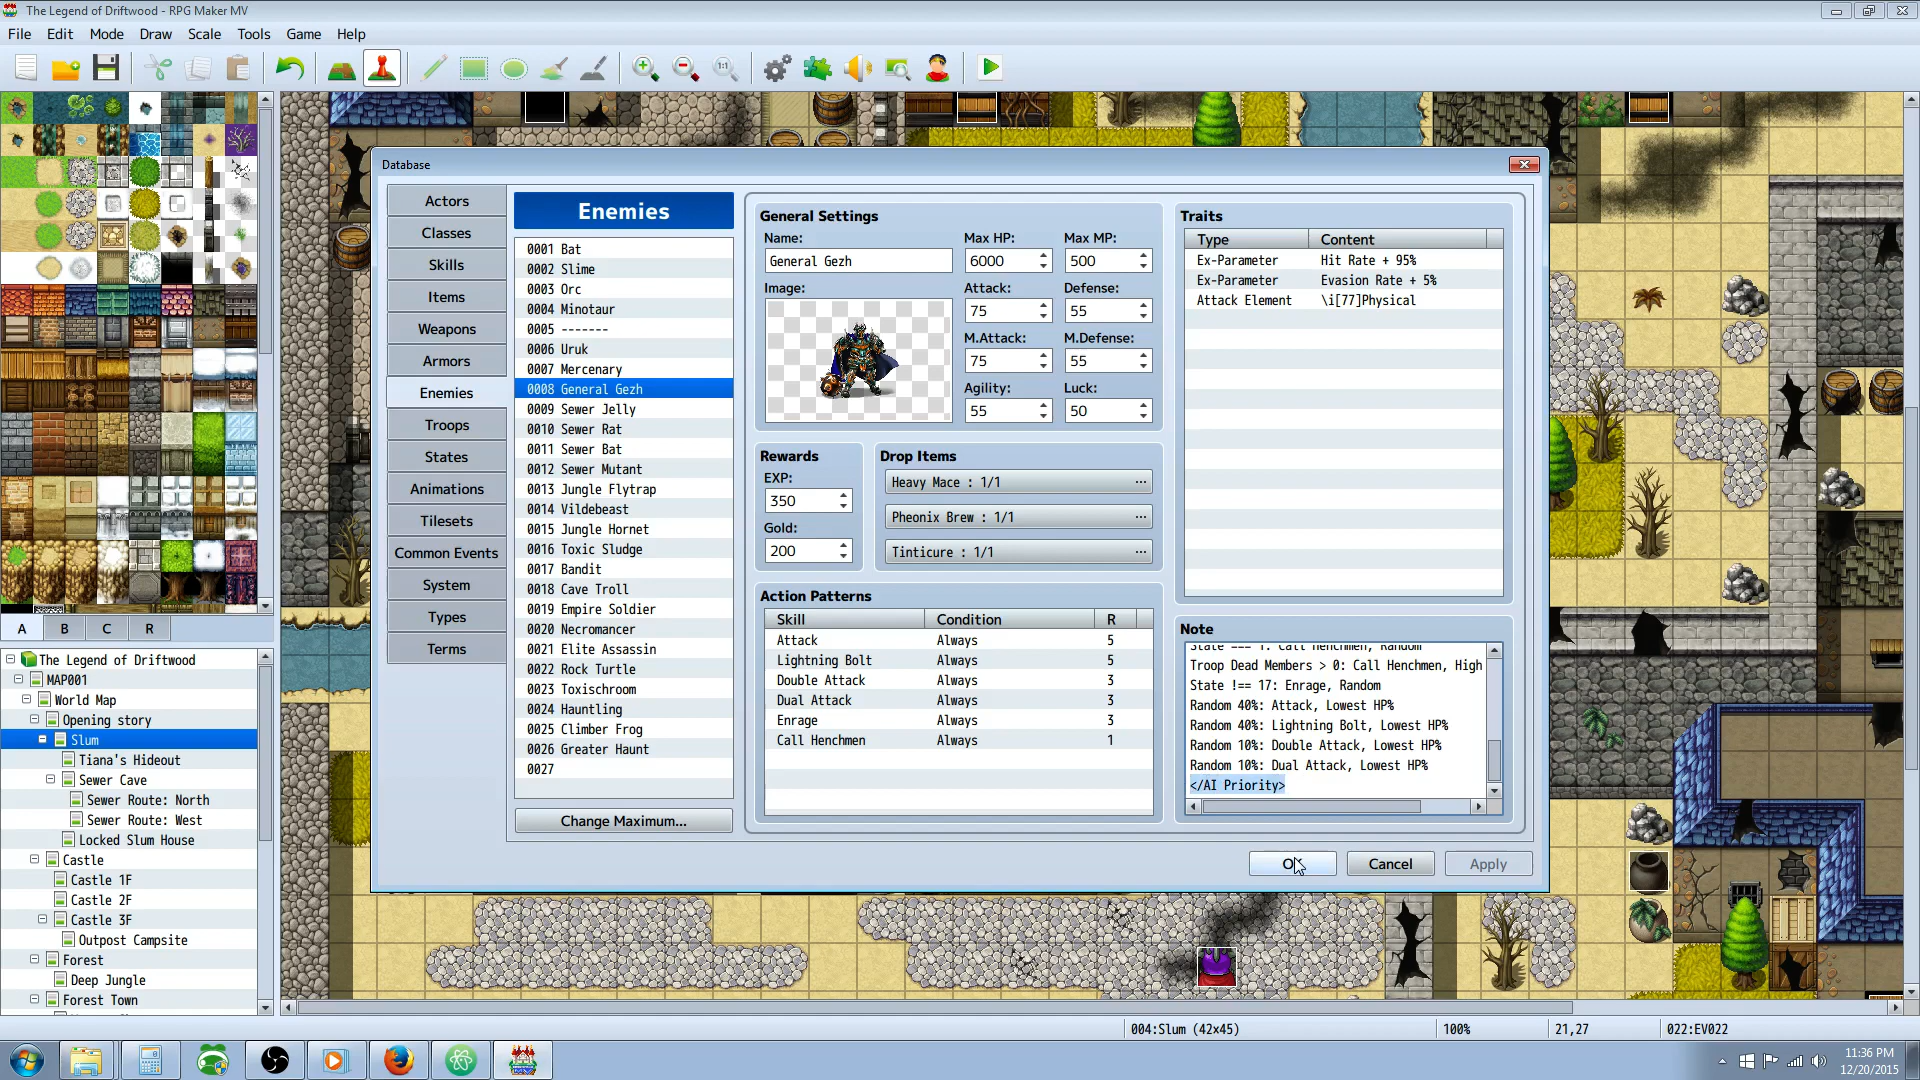 The Legend of Driftwood - RPG Maker MV
File Edit Mode Draw Scale Tools Game Help
1:1
Database
Actors
Classes
Skills
Items
Weapons
Armors
Enemies
Troops
States
Animations
Tilesets
Common Events
System
Types
Terms
Enemies
0001 Bat
0002 Slime
0003 Orc
0004 Minotaur
0005 -------
0006 Uruk
0007 Mercenary
0008 General Gezh
0009 Sewer Jelly
0010 Sewer Rat
0011 Sewer Bat
0012 Sewer Mutant
0013 Jungle Flytrap
0014 Vildebeast
0015 Jungle Hornet
0016 Toxic Sludge
0017 Bandit
0018 Cave Troll
0019 Empire Soldier
0020 Necromancer
0021 Elite Assassin
0022 Rock Turtle
0023 Toxischroom
0024 Hauntling
0025 Climber Frog
0026 Greater Haunt
0027
Change Maximum...
General Settings
Name:
General Gezh
Image:
Max HP: Max MP:
6000 500
Attack: Defense:
75 55
M.Attack: M.Defense:
75 55
Agility: Luck:
55 50
Rewards
EXP:
350
Gold:
200
Drop Items
Heavy Mace : 1/1 ...
Pheonix Brew : 1/1 ...
Tinticure : 1/1 ...
Action Patterns
Skill Condition R
Attack Always 5
Lightning Bolt Always 5
Double Attack Always 3
Dual Attack Always 3
Enrage Always 3
Call Henchmen Always 1
Traits
Type Content
Ex-Parameter Hit Rate + 95%
Ex-Parameter Evasion Rate + 5%
Attack Element \i[77]Physical
Note
State === 1: Call Henchmen, Random
Troop Dead Members > 0: Call Henchmen, High
State !== 17: Enrage, Random
Random 40%: Attack, Lowest HP%
Random 40%: Lightning Bolt, Lowest HP%
Random 10%: Double Attack, Lowest HP%
Random 10%: Dual Attack, Lowest HP%
</AI Priority>
OK Cancel Apply
A B C R
The Legend of Driftwood
MAP001
World Map
Opening story
Slum
Tiana's Hideout
Sewer Cave
Sewer Route: North
Sewer Route: West
Locked Slum House
Castle
Castle 1F
Castle 2F
Castle 3F
Outpost Campsite
Forest
Deep Jungle
Forest Town
004:Slum (42x45) 100% 21,27 022:EV022
11:36 PM
12/20/2015